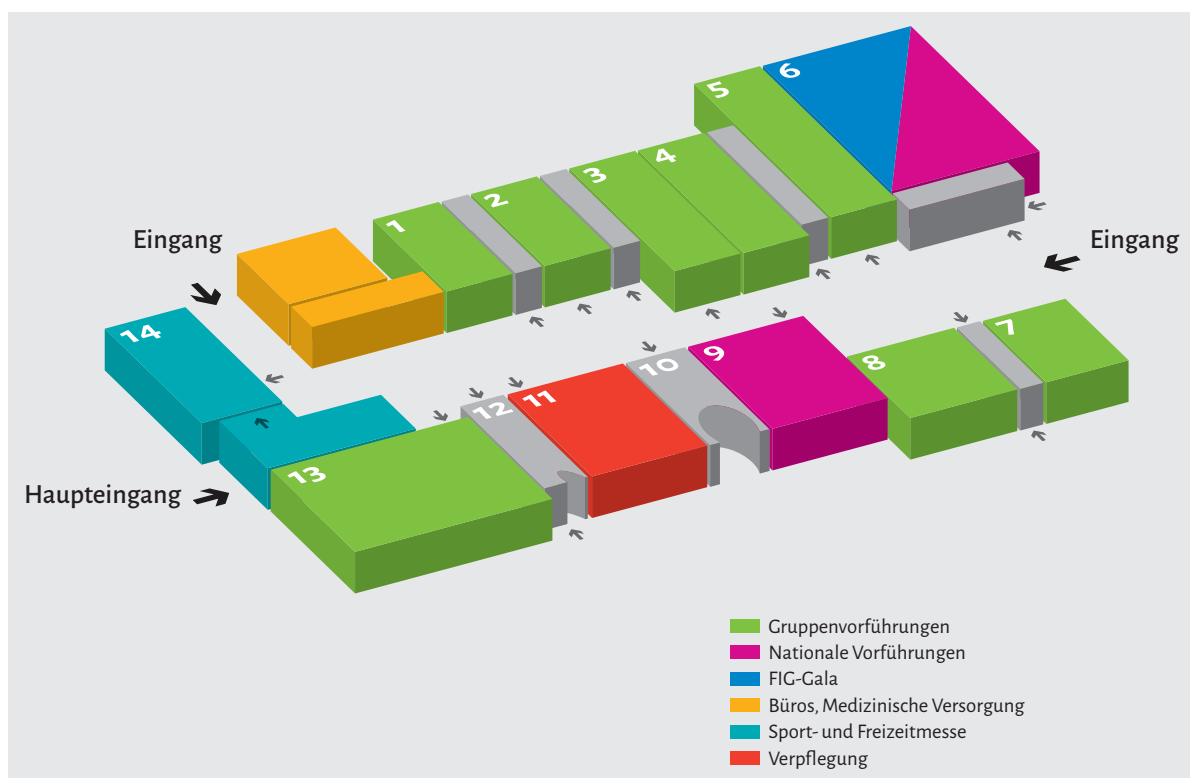 6
5
4
3
2
1
Eingang
Eingang
14
7
8
9
10
11
12
13
Haupteingang
Gruppenvorführungen
Nationale Vorführungen
FIG-Gala
Büros, Medizinische Versorgung
Sport- und Freizeitmesse
Verpflegung